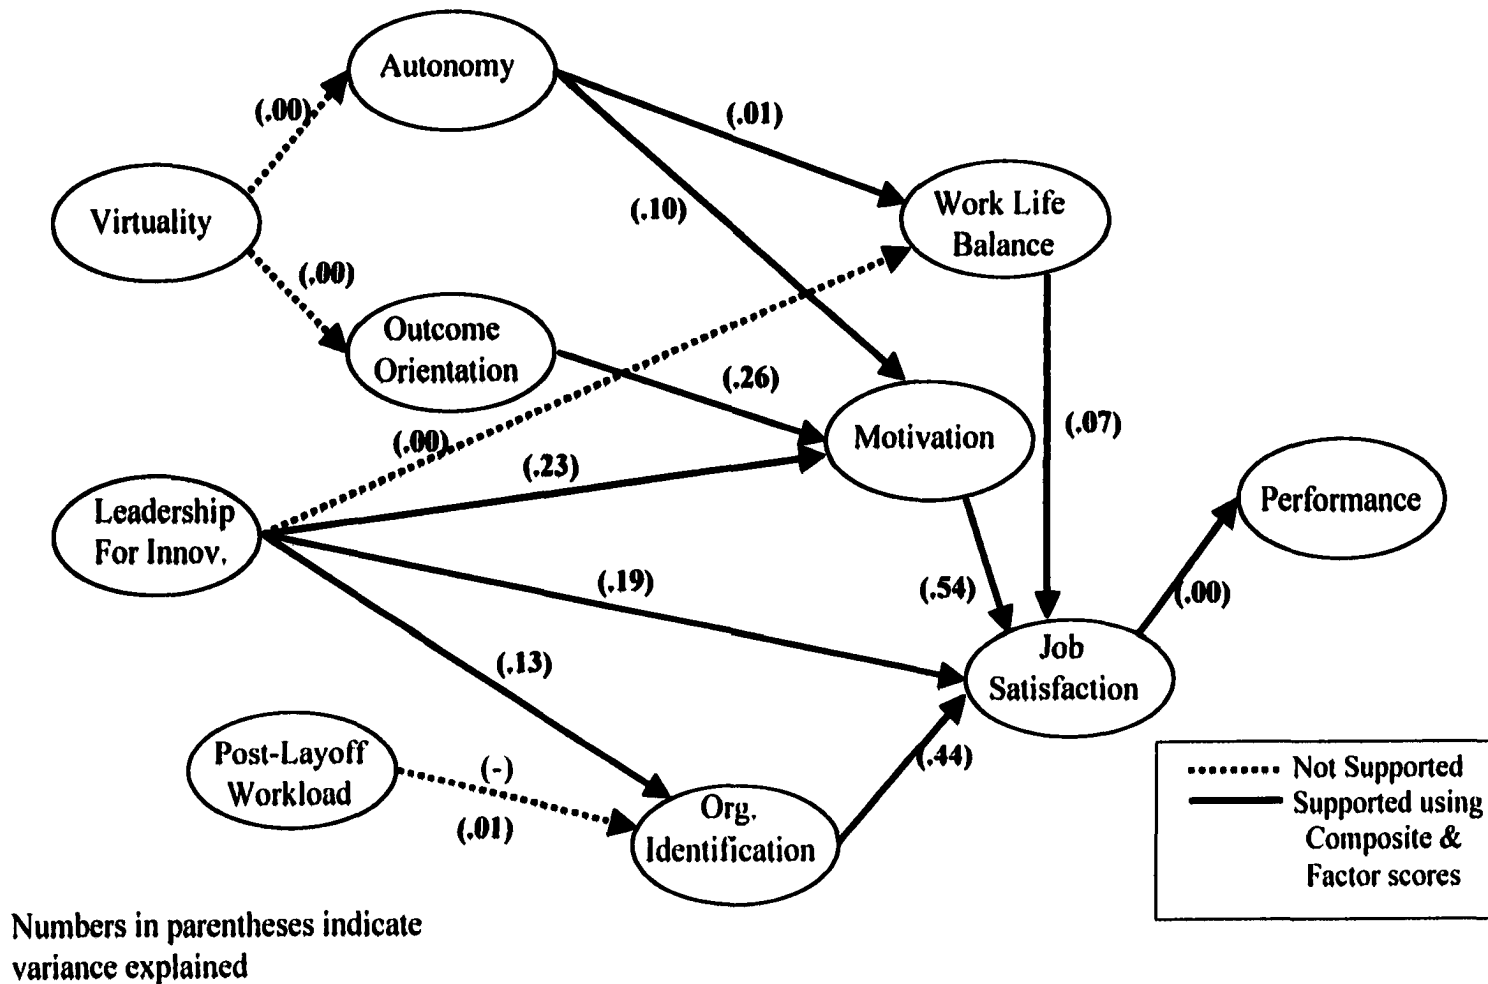 Autonomy
(.00)
(.01)
Virtuality
(.10)
Work Life
Balance
(.00)
Outcome
Orientation
(.26)
(.00)
Motivation
(.07)
(.23)
Leadership
For Innov.
Performance
(.19)
(.54)
(.00)
(.13)
Job
Satisfaction
Post-Layoff
Workload
(-)
(.01)
Org.
Identification
(.44)
Not Supported
Supported using
Composite &
Factor scores
Numbers in parentheses indicate
variance explained